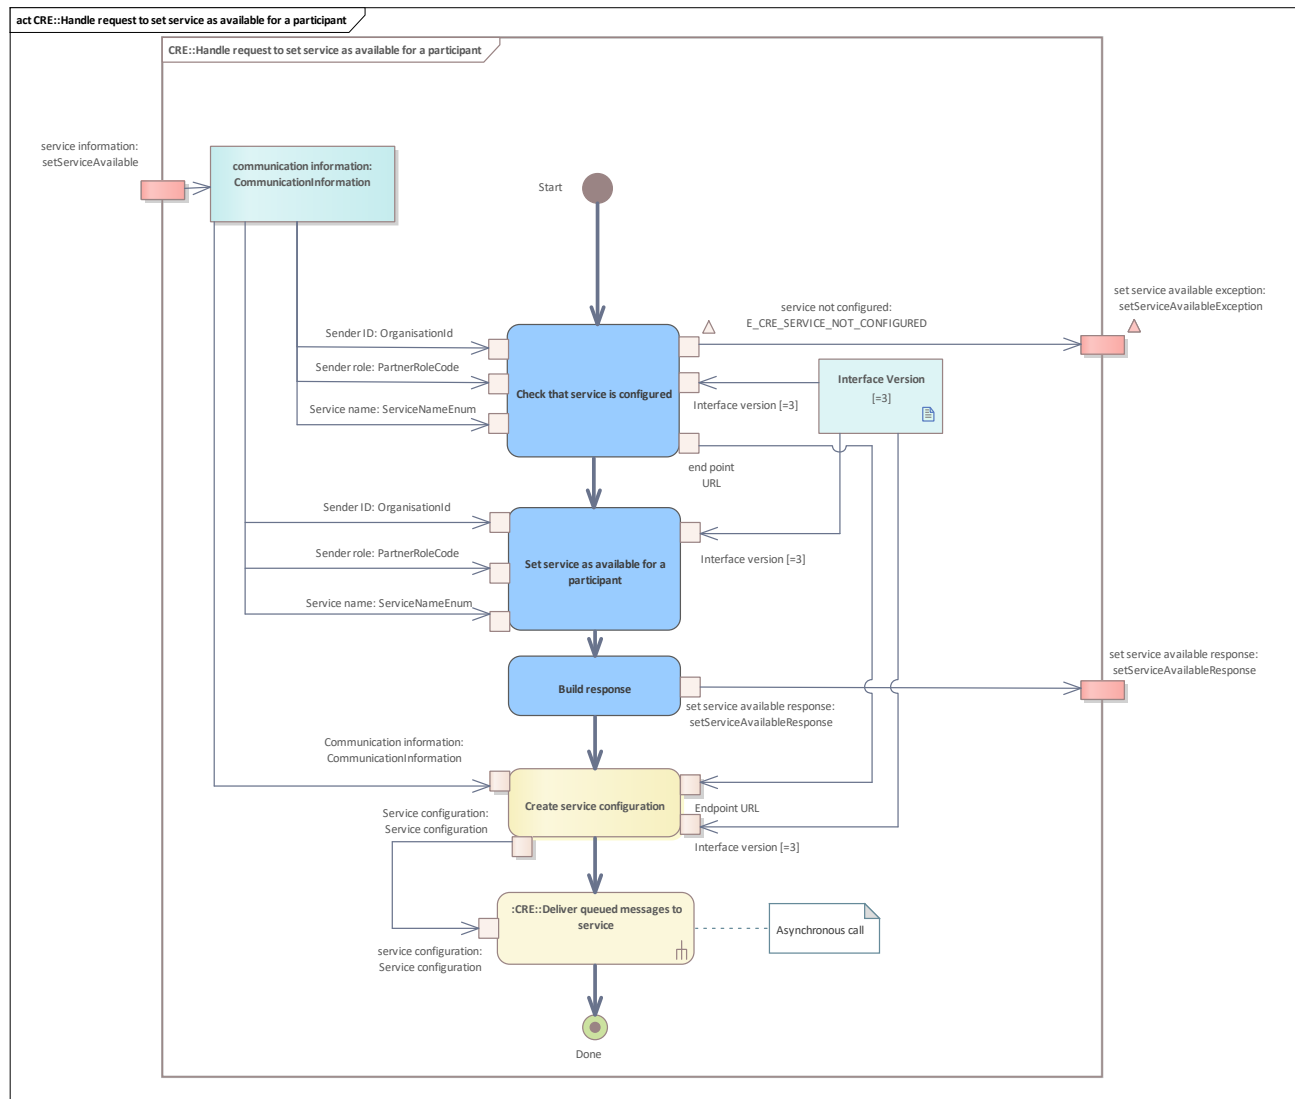 act CRE::Handle request to set service as available for a participant
CRE::Handle request to set service as available for a participant
service information:
setServiceAvailable
communication information:
CommunicationInformation
Start
set service available exception:
setServiceAvailableException
service not configured:
E_CRE_SERVICE_NOT_CONFIGURED
Sender ID: OrganisationId
Sender role: PartnerRoleCode
Service name: ServiceNameEnum
Check that service is configured
Interface version [=3]
Interface Version
[=3]
end point
URL
Sender ID: OrganisationId
Sender role: PartnerRoleCode
Service name: ServiceNameEnum
Set service as available for a
participant
Interface version [=3]
Build response
set service available response:
setServiceAvailableResponse
set service available response:
setServiceAvailableResponse
Communication information:
CommunicationInformation
Create service configuration
Endpoint URL
Interface version [=3]
Service configuration:
Service configuration
:CRE::Deliver queued messages to
service
Asynchronous call
service configuration:
Service configuration
Done